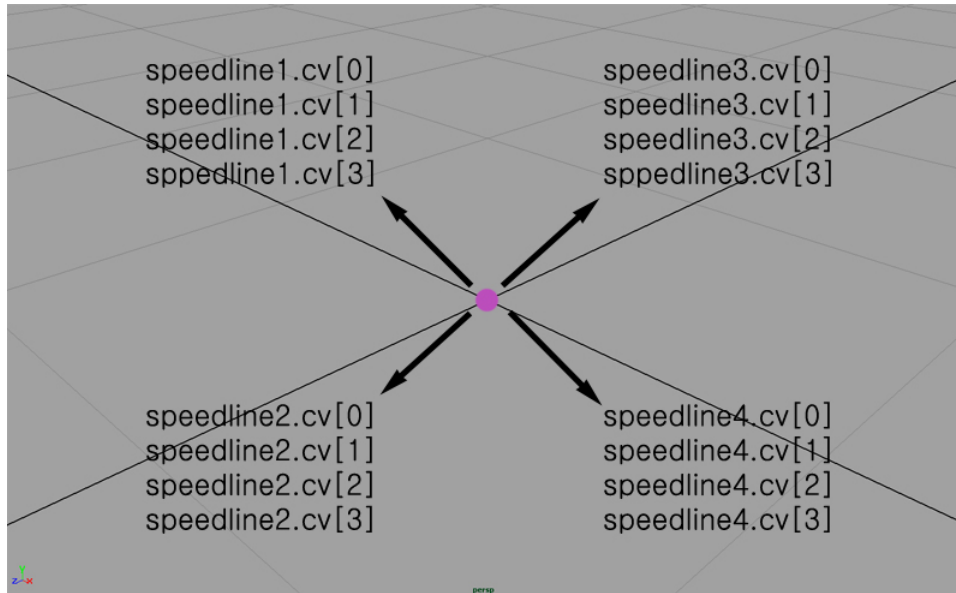 speedline1.cv[0]
speedline1.cv[1]
speedline1.cv[2]
sppedline1.cv[3]
speedline3.cv[0]
speedline3.cv[1]
speedline3.cv[2]
sppedline3.cv[3]
speedline2.cv[0]
speedline2.cv[1]
speedline2.cv[2]
speedline2.cv[3]
speedline4.cv[0]
speedline4.cv[1]
speedline4.cv[2]
speedline4.cv[3]
Y
Z X
persp